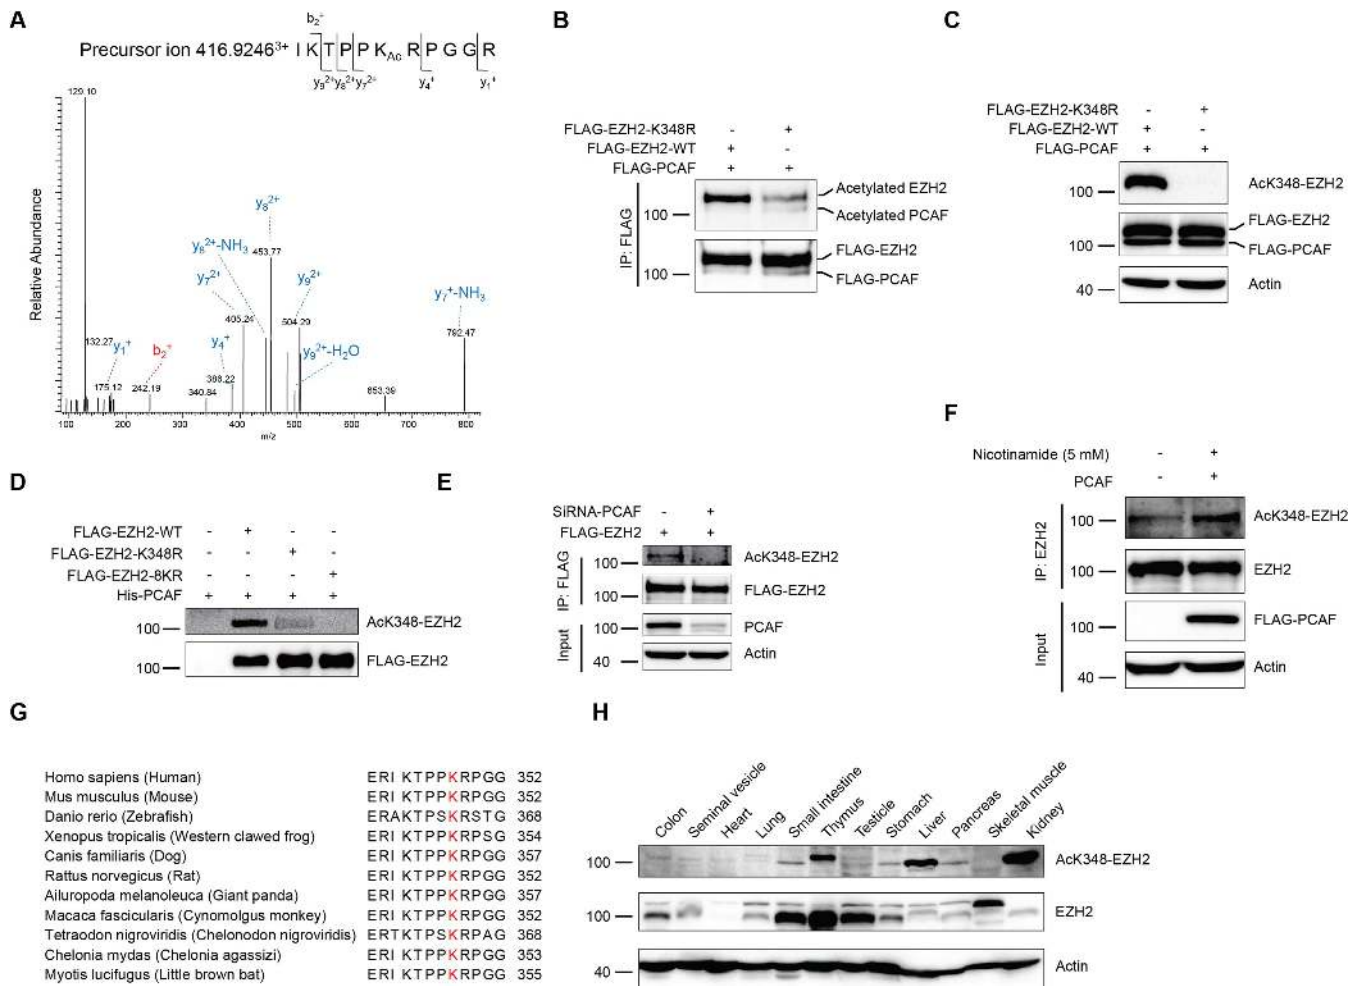 A
b₂⁺
Precursor ion 416.9246³⁺ I K T P P K Ac R P G G R
y₉²⁺ y₈²⁺ y₇²⁺ y₄⁺ y₁⁺
129.10
y₈²⁺
y₈²⁺-NH₃
453.77
y₇²⁺
y₉²⁺
y₇⁺-NH₃
405.24
504.29
792.47
132.27
y₁⁺
b₂⁺
y₄⁺
y₉²⁺-H₂O
175.12
242.19
340.84
388.22
653.39
Relative Abundance
100 200 300 400 500 600 700 800
m/z
B
FLAG-EZH2-K348R - +
FLAG-EZH2-WT + -
FLAG-PCAF + +
IP: FLAG
Acetylated EZH2
100
Acetylated PCAF
FLAG-EZH2
100
FLAG-PCAF
C
FLAG-EZH2-K348R - +
FLAG-EZH2-WT + -
FLAG-PCAF + +
100
AcK348-EZH2
FLAG-EZH2
100
FLAG-PCAF
40
Actin
D
FLAG-EZH2-WT - + - -
FLAG-EZH2-K348R - - + -
FLAG-EZH2-8KR - - - +
His-PCAF + + + +
100
AcK348-EZH2
100
FLAG-EZH2
E
SiRNA-PCAF - +
FLAG-EZH2 + +
IP: FLAG
100
AcK348-EZH2
100
FLAG-EZH2
Input
100
PCAF
40
Actin
F
Nicotinamide (5 mM) - +
PCAF - +
IP: EZH2
100
AcK348-EZH2
100
EZH2
Input
100
FLAG-PCAF
40
Actin
G
Homo sapiens (Human) ERI KTPPKRPGG 352
Mus musculus (Mouse) ERI KTPPKRPGG 352
Danio rerio (Zebrafish) ERAKTPSKRSTG 368
Xenopus tropicalis (Western clawed frog) ERI KTPPKRPSG 354
Canis familiaris (Dog) ERI KTPPKRPGG 357
Rattus norvegicus (Rat) ERI KTPPKRPGG 352
Ailuropoda melanoleuca (Giant panda) ERI KTPPKRPGG 357
Macaca fascicularis (Cynomolgus monkey) ERI KTPPKRPGG 352
Tetraodon nigroviridis (Chelonodon nigroviridis) ERTKTPSKRPAG 368
Chelonia mydas (Chelonia agassizi) ERI KTPPKRPGG 353
Myotis lucifugus (Little brown bat) ERI KTPPKRPGG 355
H
Colon
Seminal vesicle
Heart
Lung
Small intestine
Thymus
Testicle
Stomach
Liver
Pancreas
Skeletal muscle
Kidney
100
AcK348-EZH2
100
EZH2
40
Actin